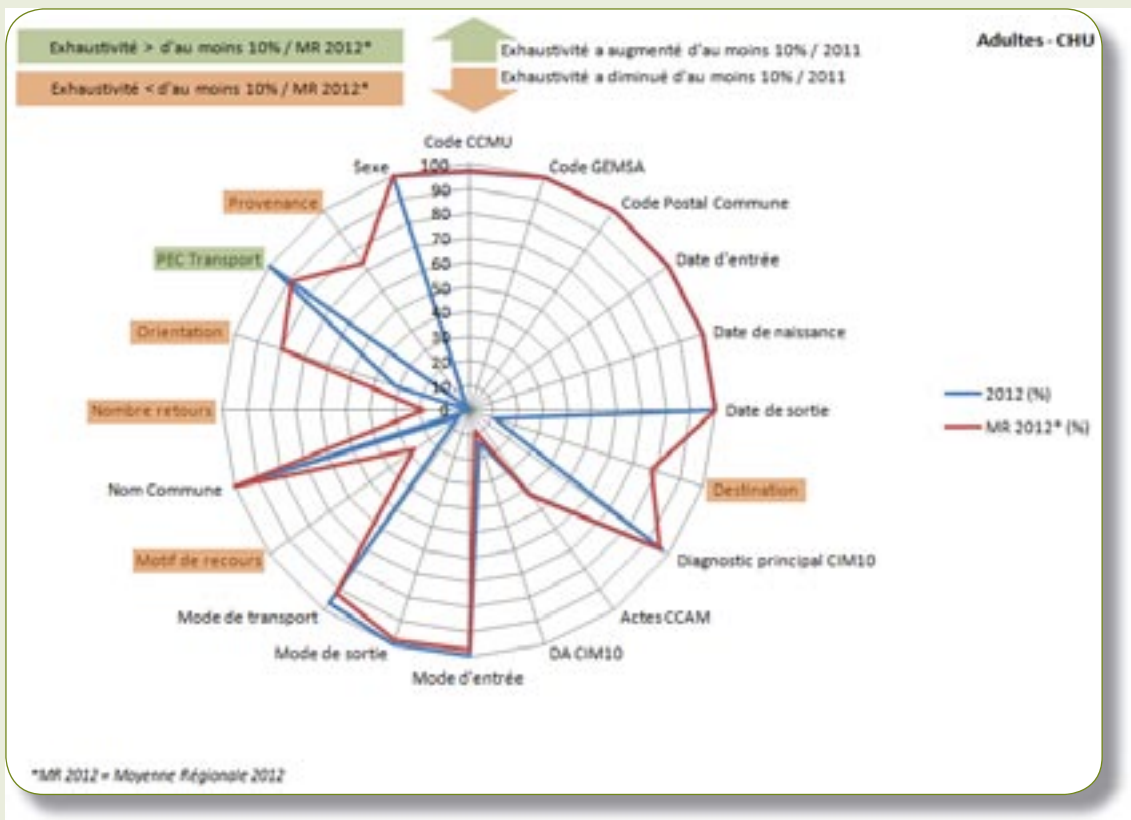 Exhaustivité > d'au moins 10% / MR 2012*
Exhaustivité < d'au moins 10% / MR 2012*
Exhaustivité a augmenté d'au moins 10% / 2011
Exhaustivité a diminué d'au moins 10% / 2011
Adultes - CHU
Code CCMU
Code GEMSA
Code Postal Commune
Date d'entrée
Date de naissance
Date de sortie
Destination
Diagnostic principal CIM10
Actes CCAM
DA CIM10
Mode d'entrée
Mode de sortie
Mode de transport
Motif de recours
Nom Commune
Nombre retours
Orientation
PEC Transport
Provenance
Sexe
100
90
80
70
60
50
40
30
20
10
0
2012 (%)
MR 2012* (%)
*MR 2012 = Moyenne Régionale 2012